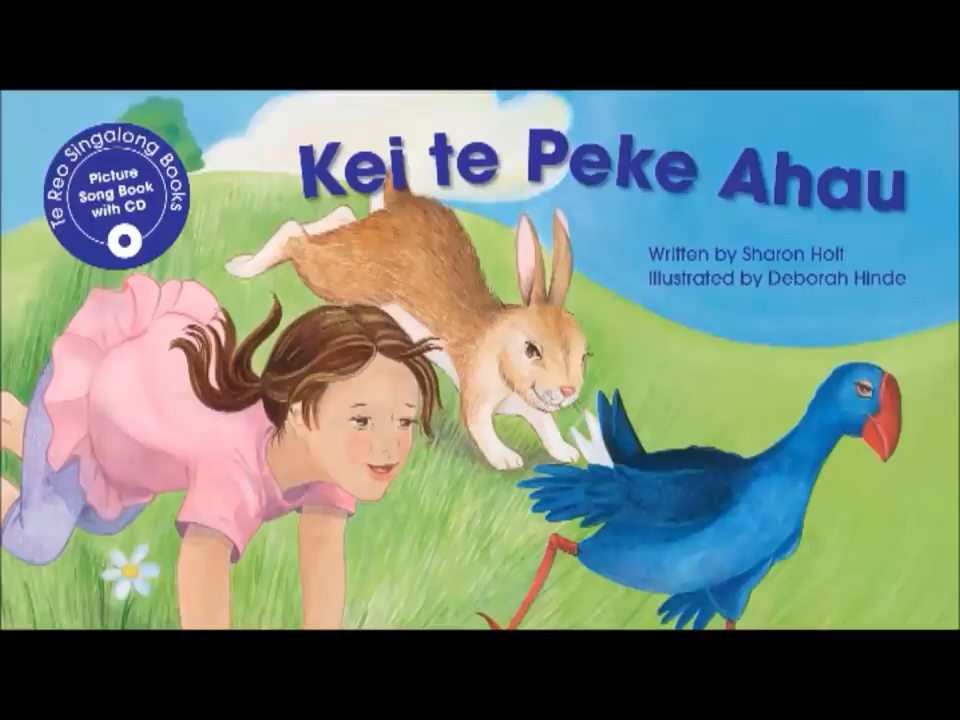 Te Reo Singalong Books
Picture
Song Book
with CD
Kei te Peke Ahau
Written by Sharon Holt
Illustrated by Deborah Hinde